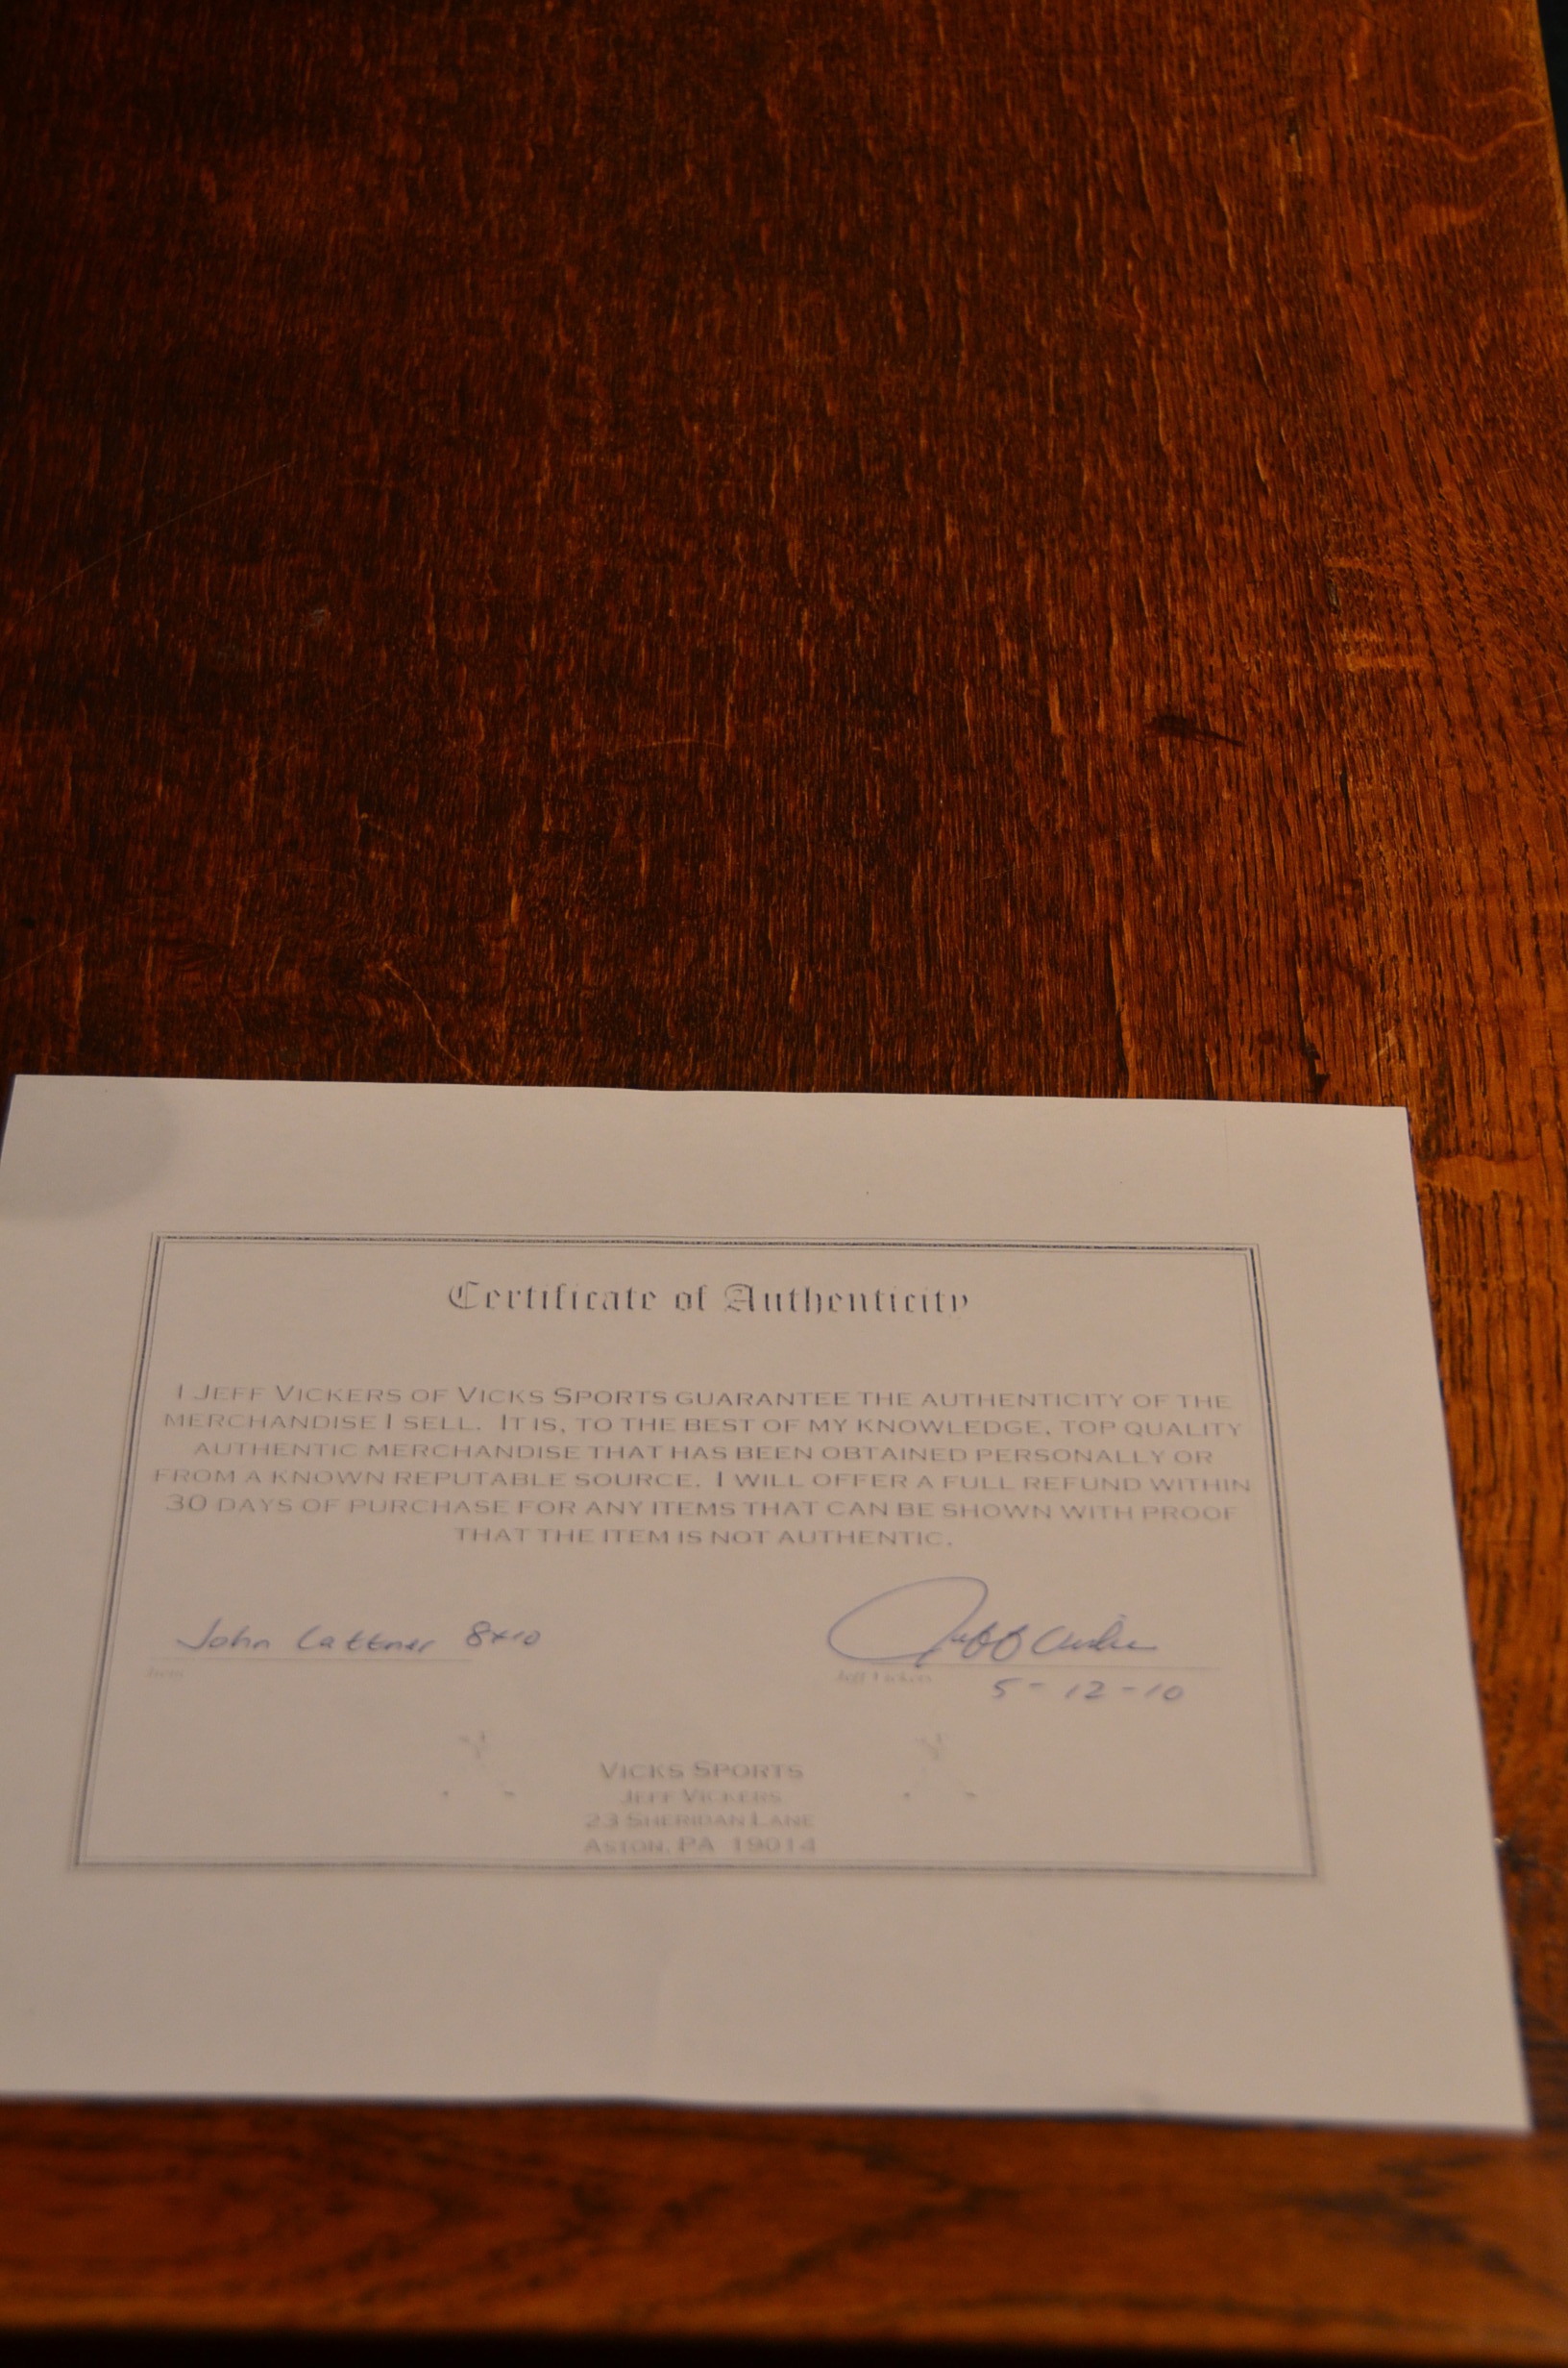 Certificate of Authenticity
I JEFF VICKERS OF VICKS SPORTS GUARANTEE THE AUTHENTICITY OF THE
MERCHANDISE I SELL. IT IS, TO THE BEST OF MY KNOWLEDGE, TOP QUALITY
AUTHENTIC MERCHANDISE THAT HAS BEEN OBTAINED PERSONALLY OR
FROM A KNOWN REPUTABLE SOURCE. I WILL OFFER A FULL REFUND WITHIN
30 DAYS OF PURCHASE FOR ANY ITEMS THAT CAN BE SHOWN WITH PROOF
THAT THE ITEM IS NOT AUTHENTIC.
John Lattner 8x10
Item
Jeff Vickers
5-12-10
VICKS SPORTS
JEFF VICKERS
23 SHERIDAN LANE
ASTON, PA 19014